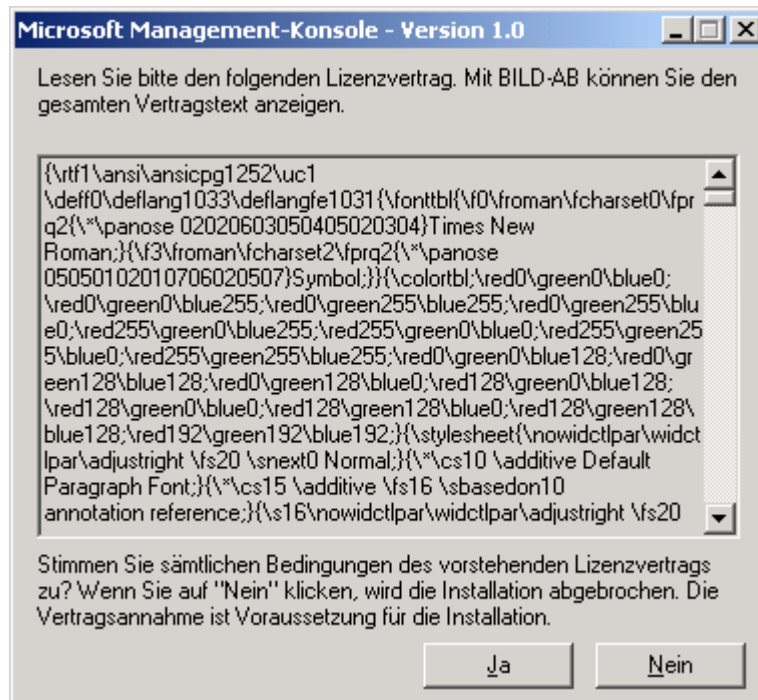 Microsoft Management-Konsole - Version 1.0
Lesen Sie bitte den folgenden Lizenzvertrag. Mit BILD-AB können Sie den
gesamten Vertragstext anzeigen.
{\rtf1\ansi\ansicpg1252\uc1
\deff0\deflang1033\deflangfe1031{\fonttbl{\f0\froman\fcharset0\fpr
q2{\*\panose 02020603050405020304}Times New
Roman;}{\f3\froman\fcharset2\fprq2{\*\panose
05050102010706020507}Symbol;}}{\colortbl;\red0\green0\blue0;
\red0\green0\blue255;\red0\green255\blue255;\red0\green255\blu
e0;\red255\green0\blue255;\red255\green0\blue0;\red255\green25
5\blue0;\red255\green255\blue255;\red0\green0\blue128;\red0\gr
een128\blue128;\red0\green128\blue0;\red128\green0\blue128;
\red128\green0\blue0;\red128\green128\blue0;\red128\green128\
blue128;\red192\green192\blue192;}{\stylesheet{\nowidctlpar\widct
lpar\adjustright \fs20 \snext0 Normal;}{\*\cs10 \additive Default
Paragraph Font;}{\*\cs15 \additive \fs16 \sbasedon10
annotation reference;}{\s16\nowidctlpar\widctlpar\adjustright \fs20
Stimmen Sie sämtlichen Bedingungen des vorstehenden Lizenzvertrags
zu? Wenn Sie auf "Nein" klicken, wird die Installation abgebrochen. Die
Vertragsannahme ist Voraussetzung für die Installation.
Ja
Nein